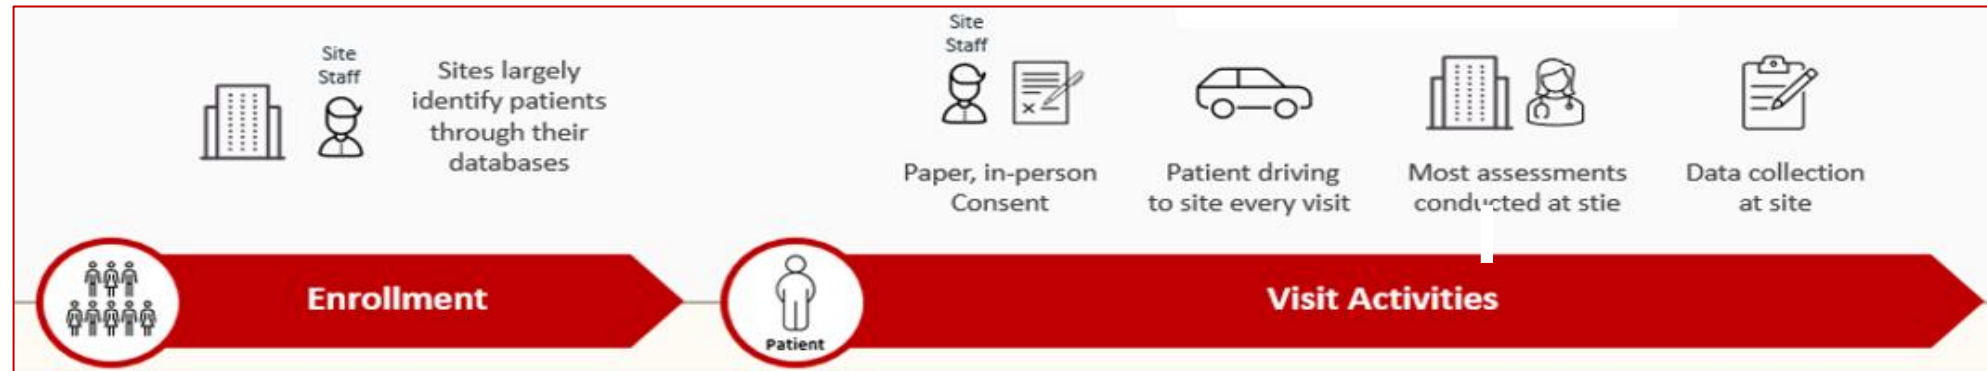 Site
Staff
Sites largely
identify patients
through their
databases
Enrollment
Site
Staff
Paper, in-person
Consent
Patient driving
to site every visit
Most assessments
conducted at stie
Data collection
at site
Patient
Visit Activities